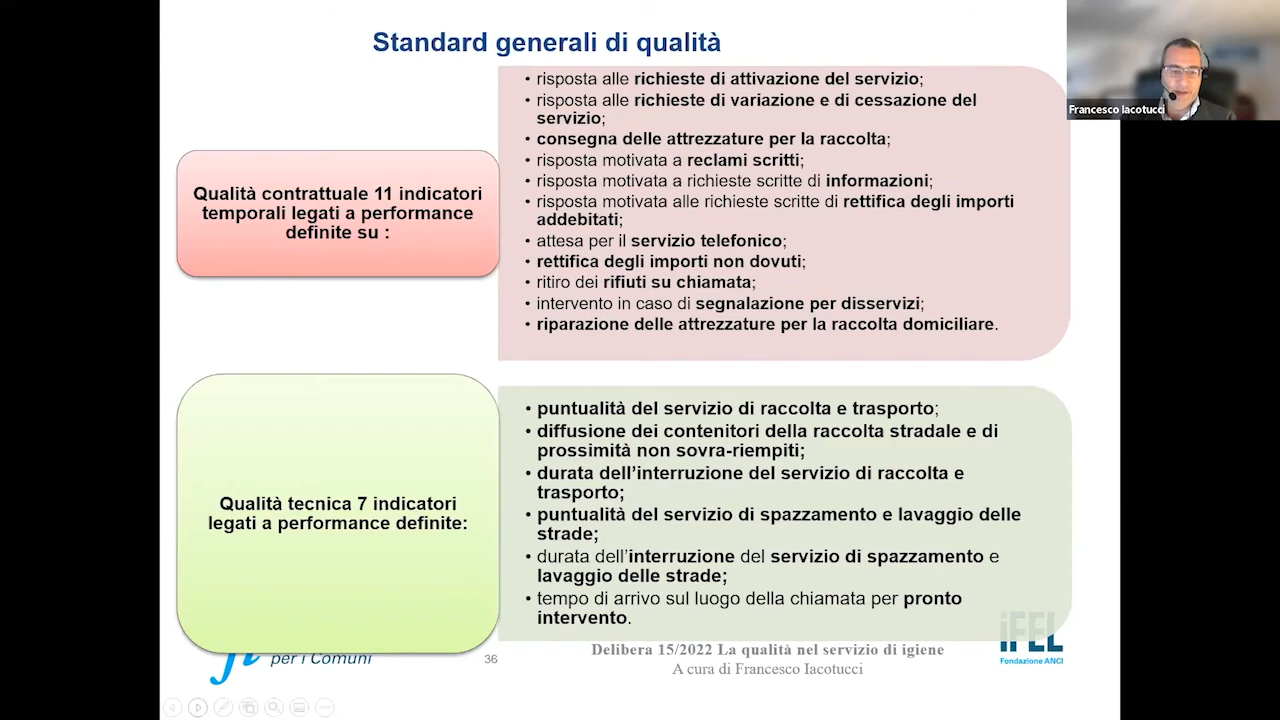 Standard generali di qualità
Francesco Iacotucci
Qualità contrattuale 11 indicatori
temporali legati a performance
definite su :
• risposta alle richieste di attivazione del servizio;
• risposta alle richieste di variazione e di cessazione del
servizio;
• consegna delle attrezzature per la raccolta;
• risposta motivata a reclami scritti;
• risposta motivata a richieste scritte di informazioni;
• risposta motivata alle richieste scritte di rettifica degli importi
addebitati;
• attesa per il servizio telefonico;
• rettifica degli importi non dovuti;
• ritiro dei rifiuti su chiamata;
• intervento in caso di segnalazione per disservizi;
• riparazione delle attrezzature per la raccolta domiciliare.
Qualità tecnica 7 indicatori
legati a performance definite:
• puntualità del servizio di raccolta e trasporto;
• diffusione dei contenitori della raccolta stradale e di
prossimità non sovra-riempiti;
• durata dell’interruzione del servizio di raccolta e
trasporto;
• puntualità del servizio di spazzamento e lavaggio delle
strade;
• durata dell’interruzione del servizio di spazzamento e
lavaggio delle strade;
• tempo di arrivo sul luogo della chiamata per pronto
intervento.
per i Comuni
36
Delibera 15/2022 La qualità nel servizio di igiene
A cura di Francesco Iacotucci
iFEL
Fondazione ANCI